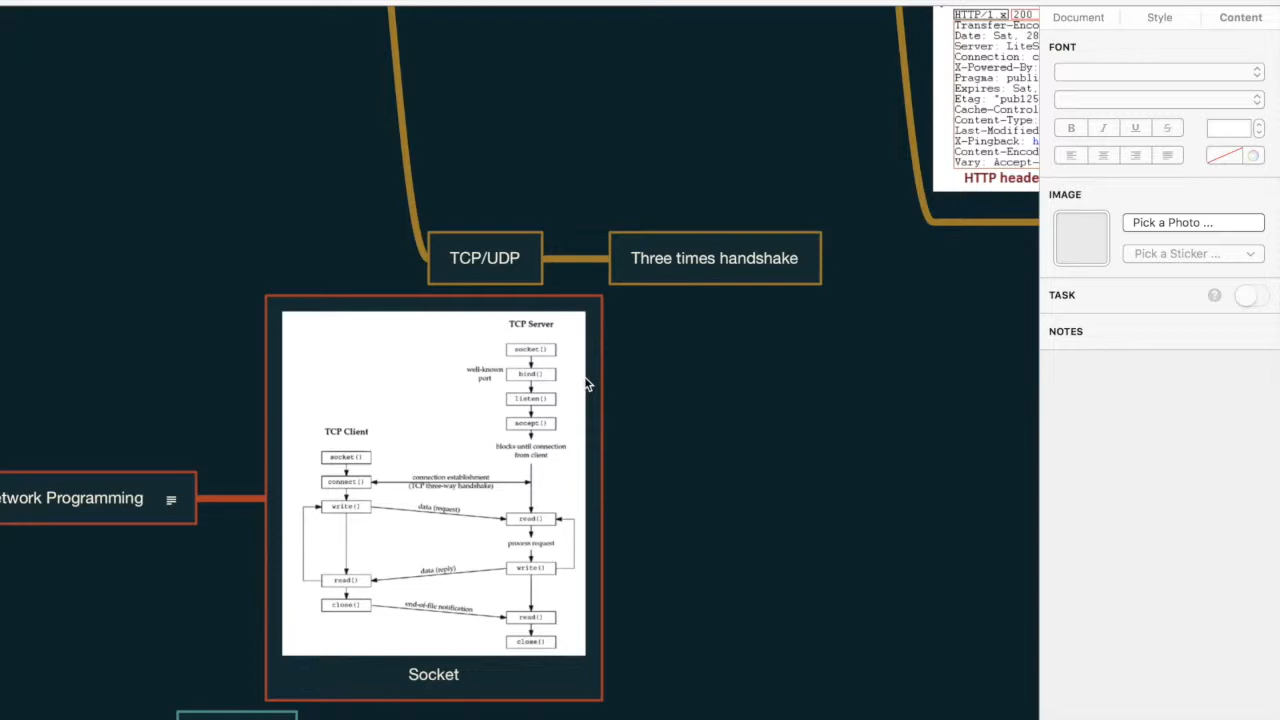 HTTP/1.x 200
Transfer-Enco
Date: Sat, 28
Server: LiteS
Connection: c
X-Powered-By:
Pragma: publi
Expires: Sat,
Etag: "pub125
Cache-Control
Content-Type:
Last-Modified
X-Pingback: h
Content-Encod
Vary: Accept-
HTTP heade
Document Style Content
FONT
B I U S
IMAGE
Pick a Photo ...
Pick a Sticker ...
TASK ?
NOTES
TCP/UDP
Three times handshake
TCP Server
socket()
well-known
port
bind()
listen()
accept()
blocks until connection
from client
TCP Client
socket()
connect()
connection establishment
(TCP three-way handshake)
write()
data (request)
read()
process request
write()
data (reply)
read()
close()
end-of-file notification
read()
close()
Socket
etwork Programming